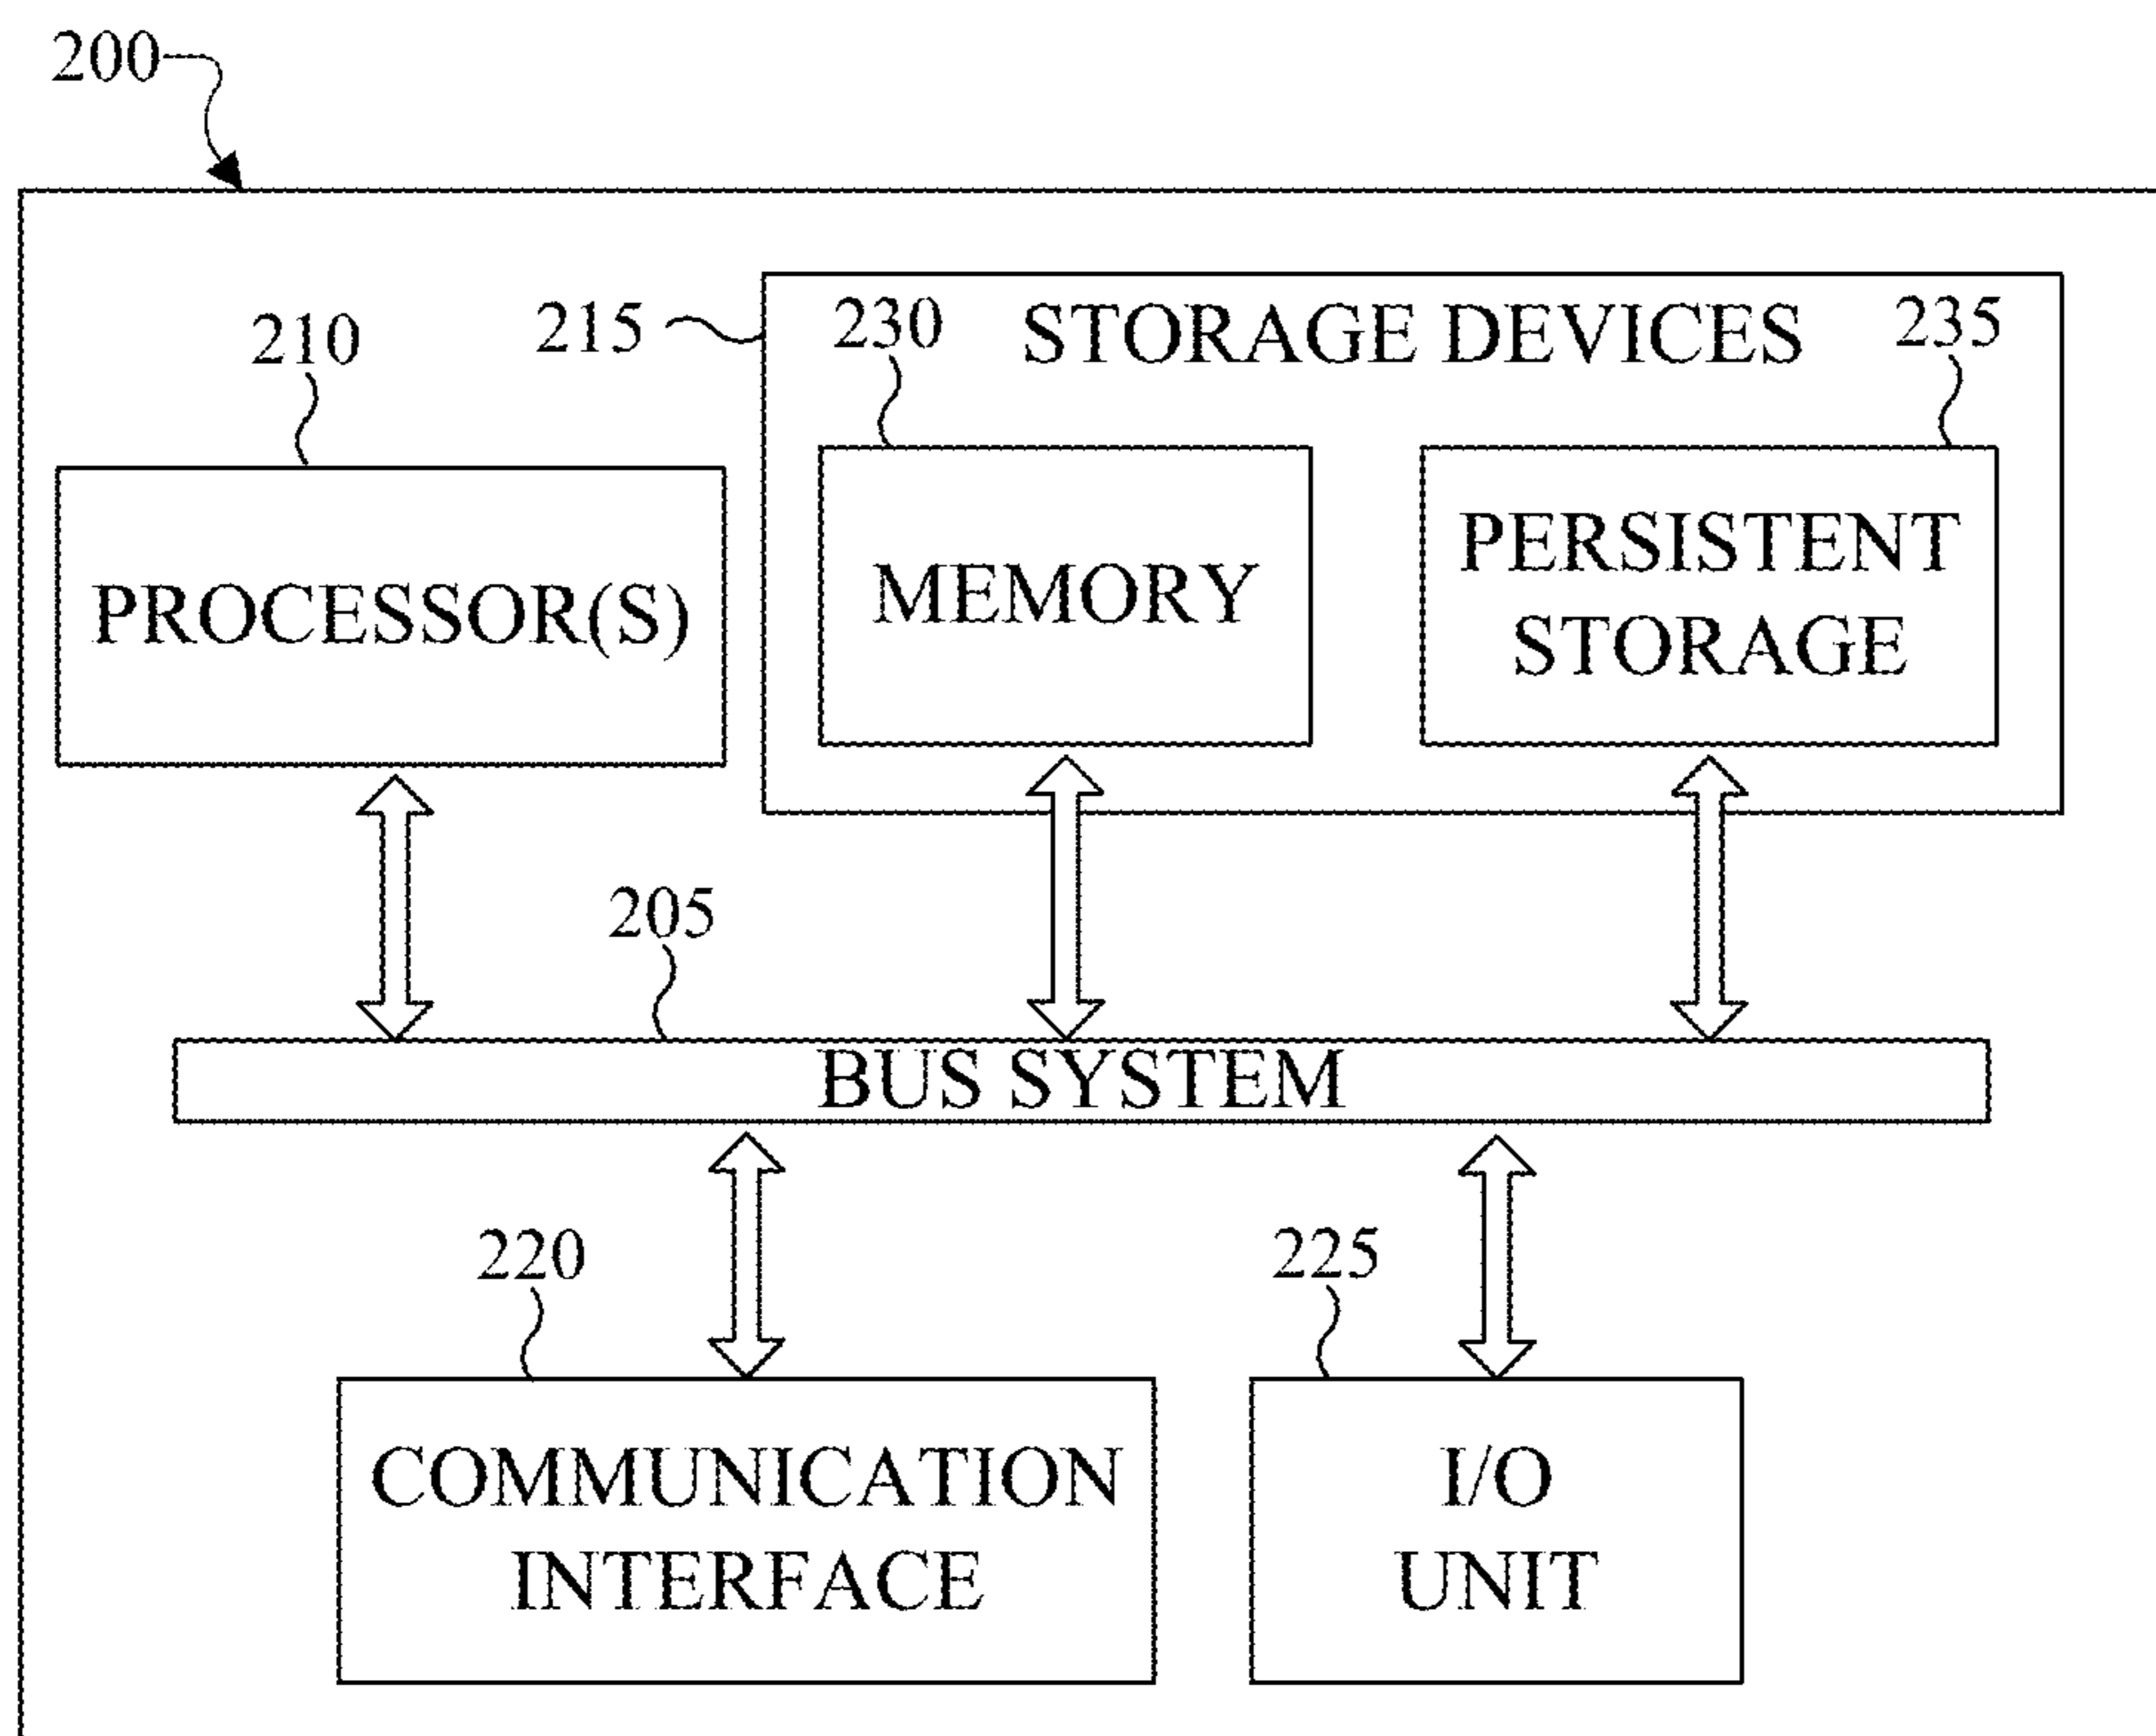 200
210
215
230
STORAGE DEVICES
235
PROCESSOR(S)
MEMORY
PERSISTENT
STORAGE
205
BUS SYSTEM
220
225
COMMUNICATION
INTERFACE
I/O
UNIT